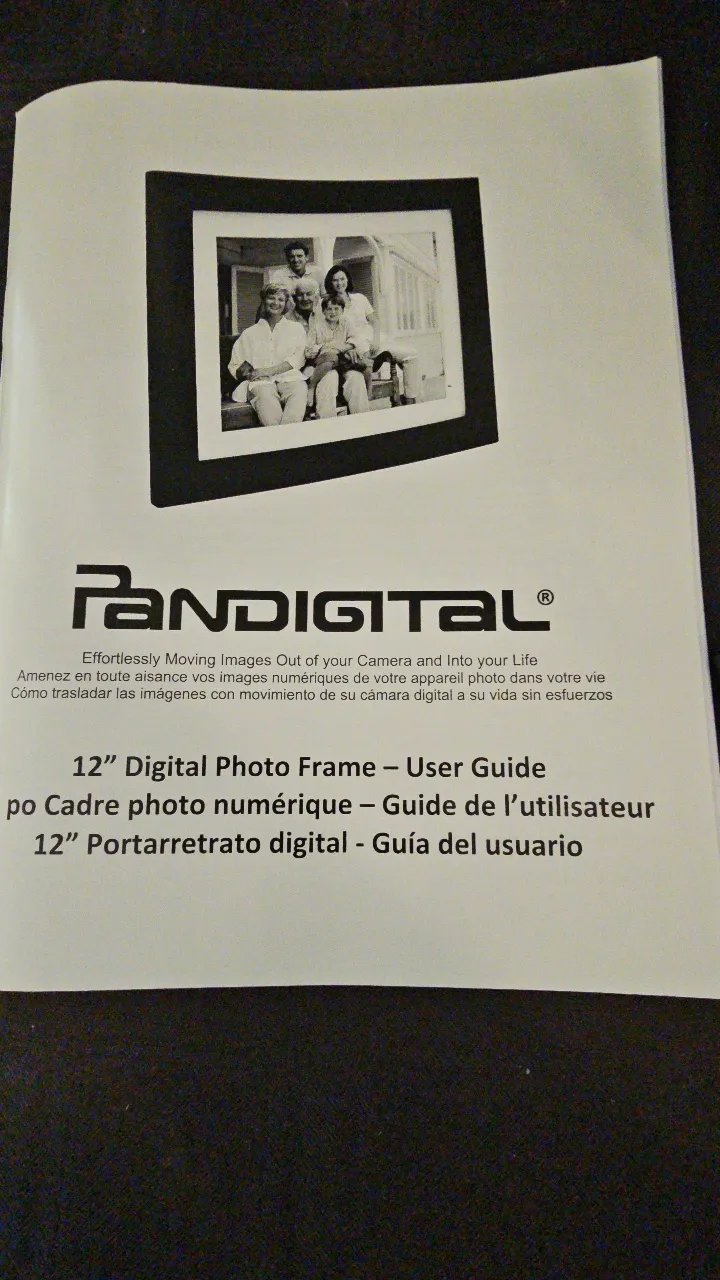 PANDIGITAL®
Effortlessly Moving Images Out of your Camera and Into your Life
Amenez en toute aisance vos images numériques de votre appareil photo dans votre vie
Cómo trasladar las imágenes con movimiento de su cámara digital a su vida sin esfuerzos
12” Digital Photo Frame – User Guide
po Cadre photo numérique – Guide de l’utilisateur
12” Portarretrato digital - Guía del usuario